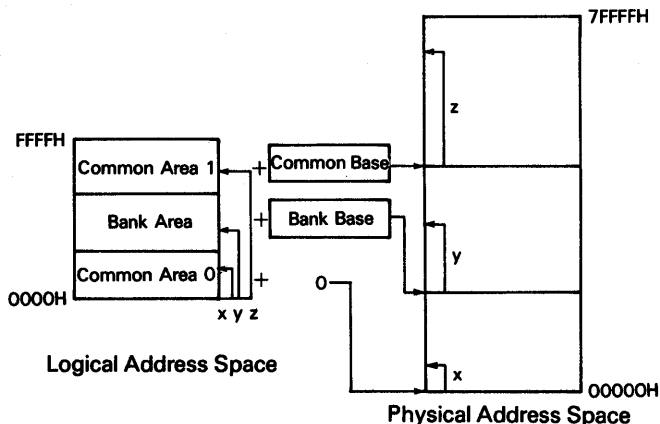 7FFFFH
z
FFFFH
Common Area 1
+
Common Base
Bank Area
+
Bank Base
y
Common Area 0
+
0
0000H
x y z
x
00000H
Logical Address Space
Physical Address Space